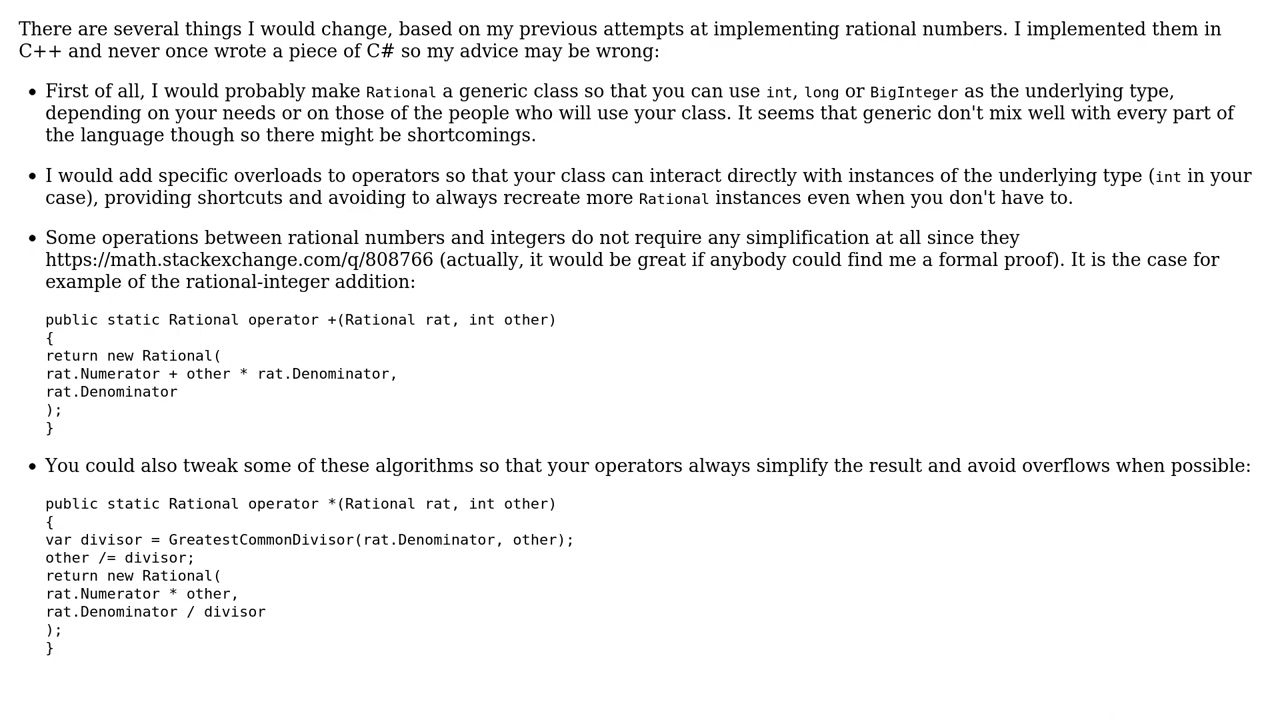 There are several things I would change, based on my previous attempts at implementing rational numbers. I implemented them in
C++ and never once wrote a piece of C# so my advice may be wrong:
• First of all, I would probably make Rational a generic class so that you can use int, long or BigInteger as the underlying type,
depending on your needs or on those of the people who will use your class. It seems that generic don't mix well with every part of
the language though so there might be shortcomings.
• I would add specific overloads to operators so that your class can interact directly with instances of the underlying type (int in your
case), providing shortcuts and avoiding to always recreate more Rational instances even when you don't have to.
• Some operations between rational numbers and integers do not require any simplification at all since they
https://math.stackexchange.com/q/808766 (actually, it would be great if anybody could find me a formal proof). It is the case for
example of the rational-integer addition:
public static Rational operator +(Rational rat, int other)
{
return new Rational(
rat.Numerator + other * rat.Denominator,
rat.Denominator
);
}
• You could also tweak some of these algorithms so that your operators always simplify the result and avoid overflows when possible:
public static Rational operator *(Rational rat, int other)
{
var divisor = GreatestCommonDivisor(rat.Denominator, other);
other /= divisor;
return new Rational(
rat.Numerator * other,
rat.Denominator / divisor
);
}